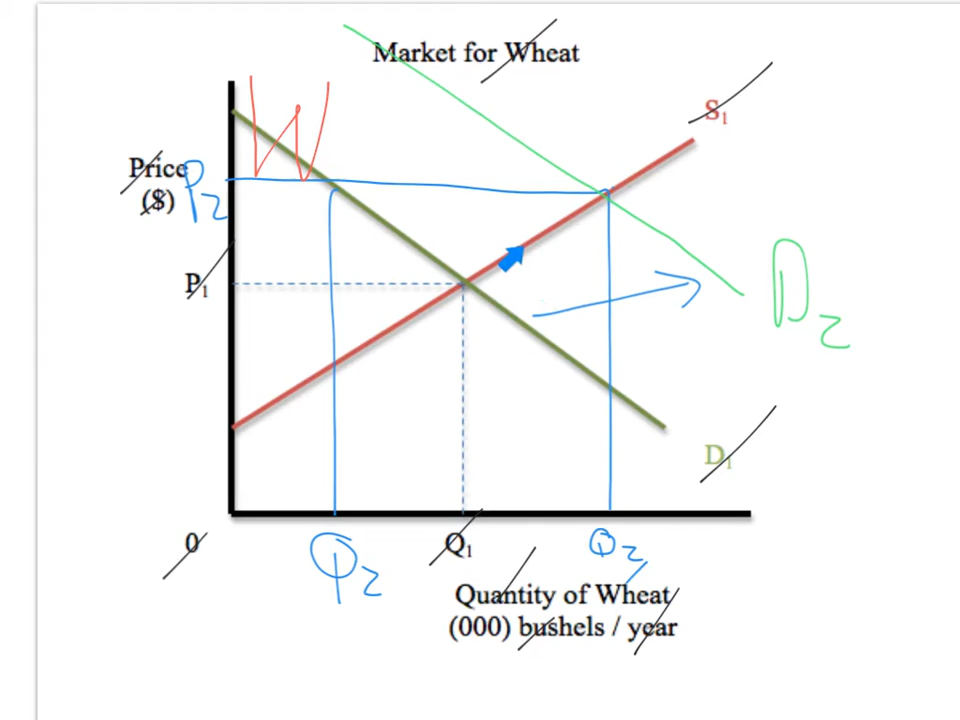 Market for Wheat
S₁
Price
($)
P₂
W
P₁
D₂
D₁
0
Q₂
Q₁
Q₂
Quantity of Wheat
(000) bushels / year